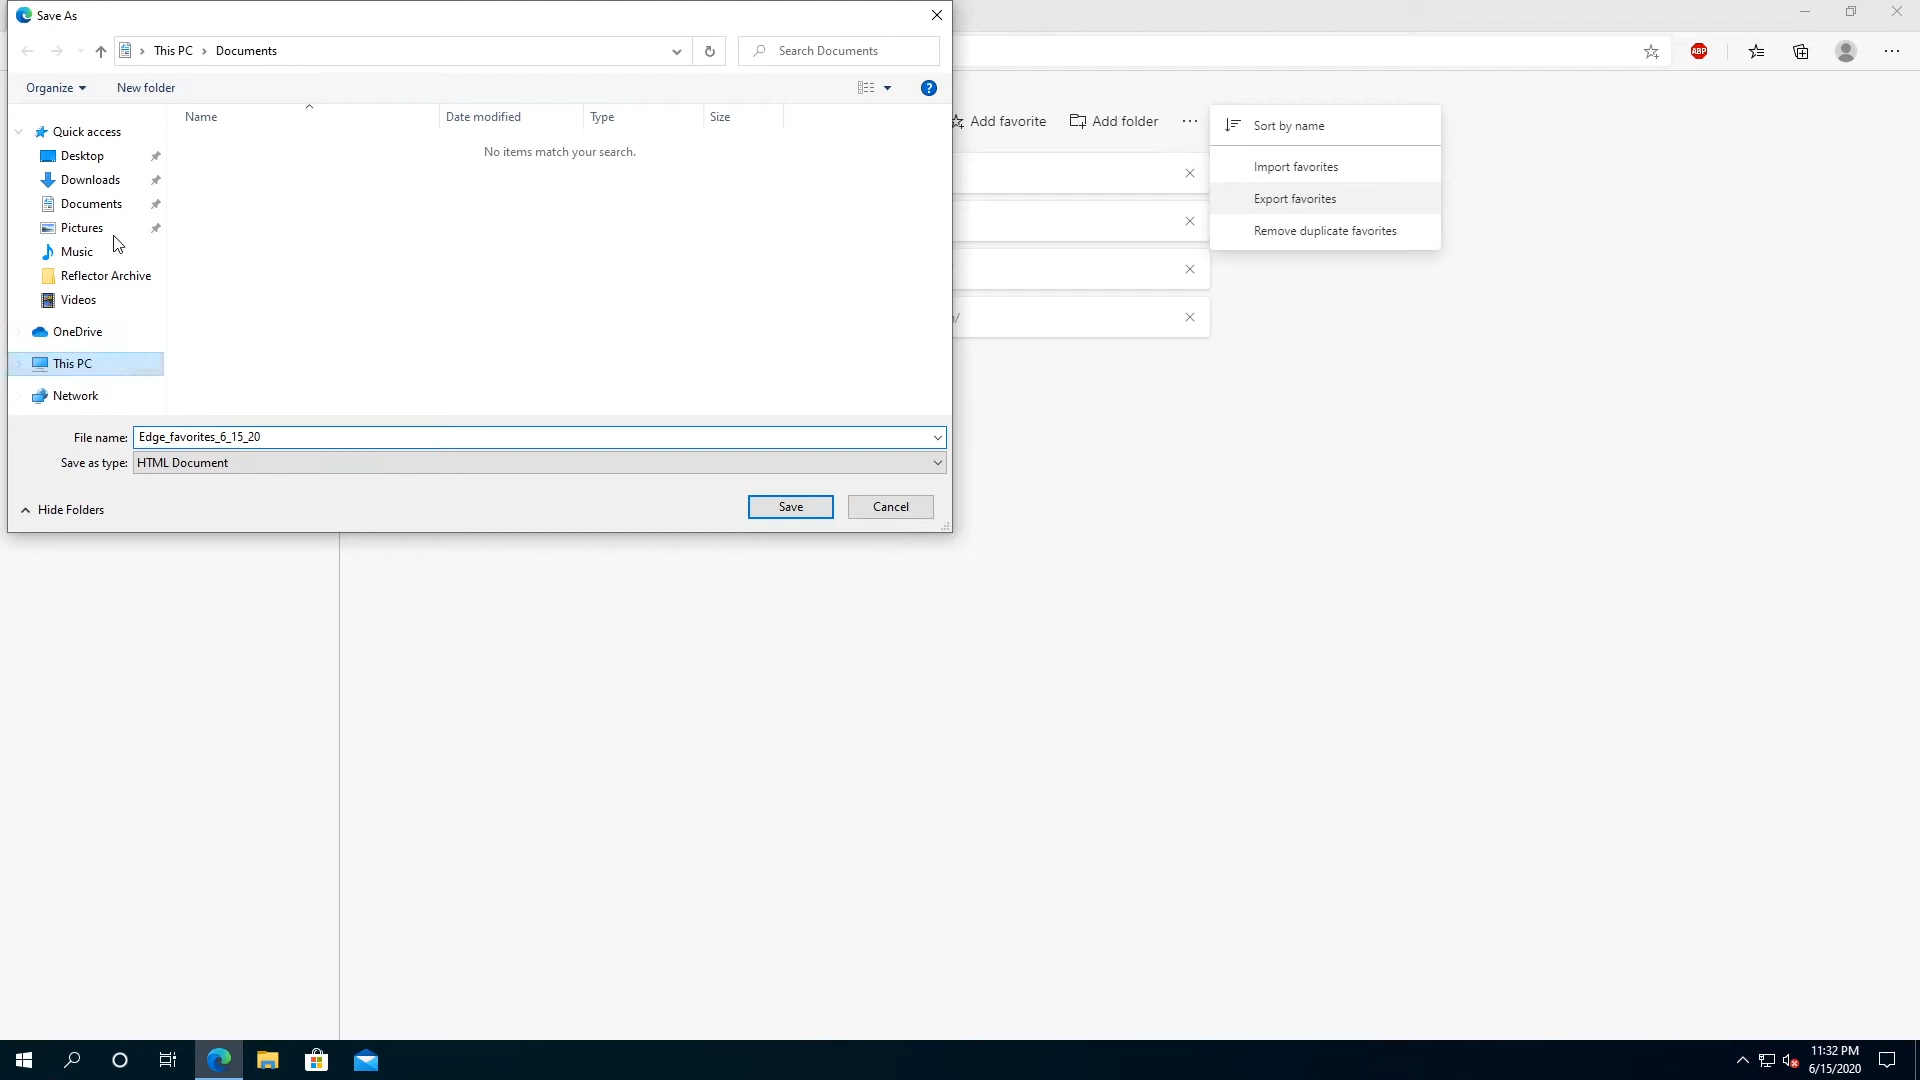 Save As
This PC > Documents
Search Documents
ABP
Organize
New folder
?
Name
Date modified
Type
Size
No items match your search.
Quick access
Desktop
Downloads
Documents
Pictures
Music
Reflector Archive
Videos
OneDrive
This PC
Network
File name: Edge_favorites_6_15_20
Save as type: HTML Document
Hide Folders
Save
Cancel
Add favorite
Add folder
Sort by name
Import favorites
Export favorites
Remove duplicate favorites
11:32 PM
6/15/2020